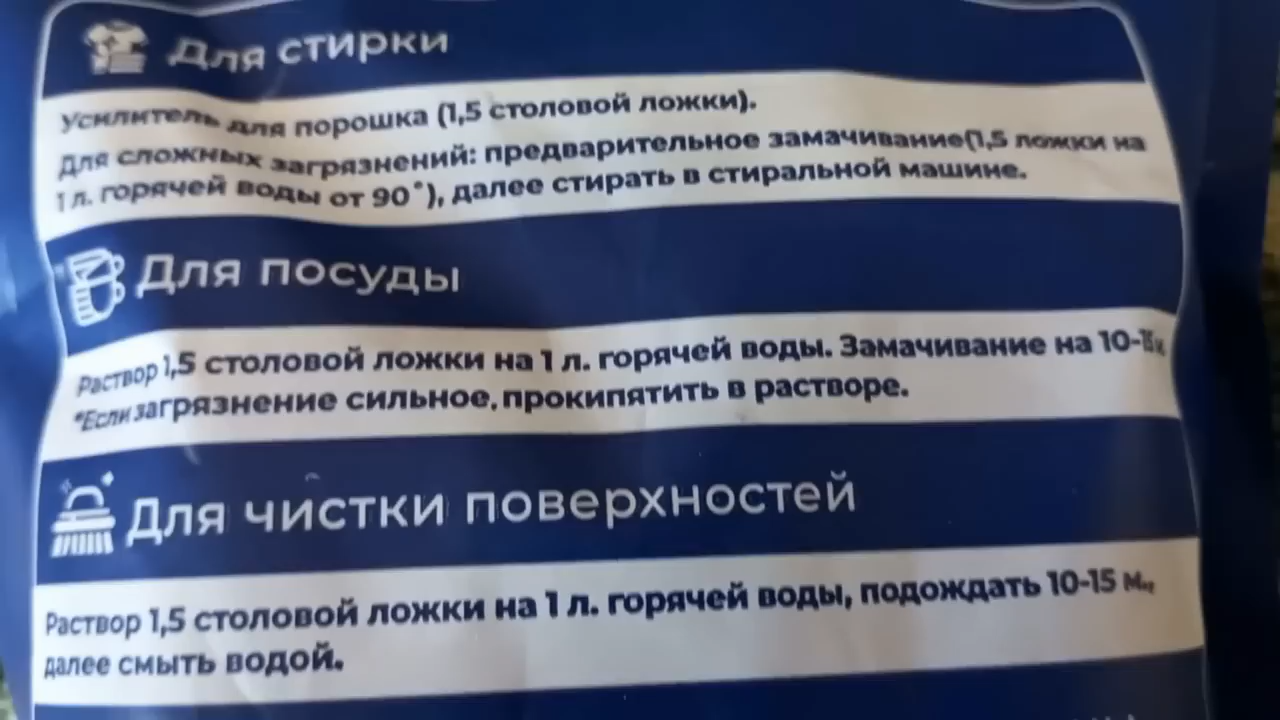 Для стирки
Усилитель для порошка (1,5 столовой ложки).
Для сложных загрязнений: предварительное замачивание(1,5 ложки на
1 л. горячей воды от 90°), далее стирать в стиральной машине.
Для посуды
Раствор 1,5 столовой ложки на 1 л. горячей воды. Замачивание на
*Если загрязнение сильное, прокипятить в растворе.
Для чистки поверхностей
Раствор 1,5 столовой ложки на 1 л. горячей воды, подождать 10-15 м.,
далее смыть водой.